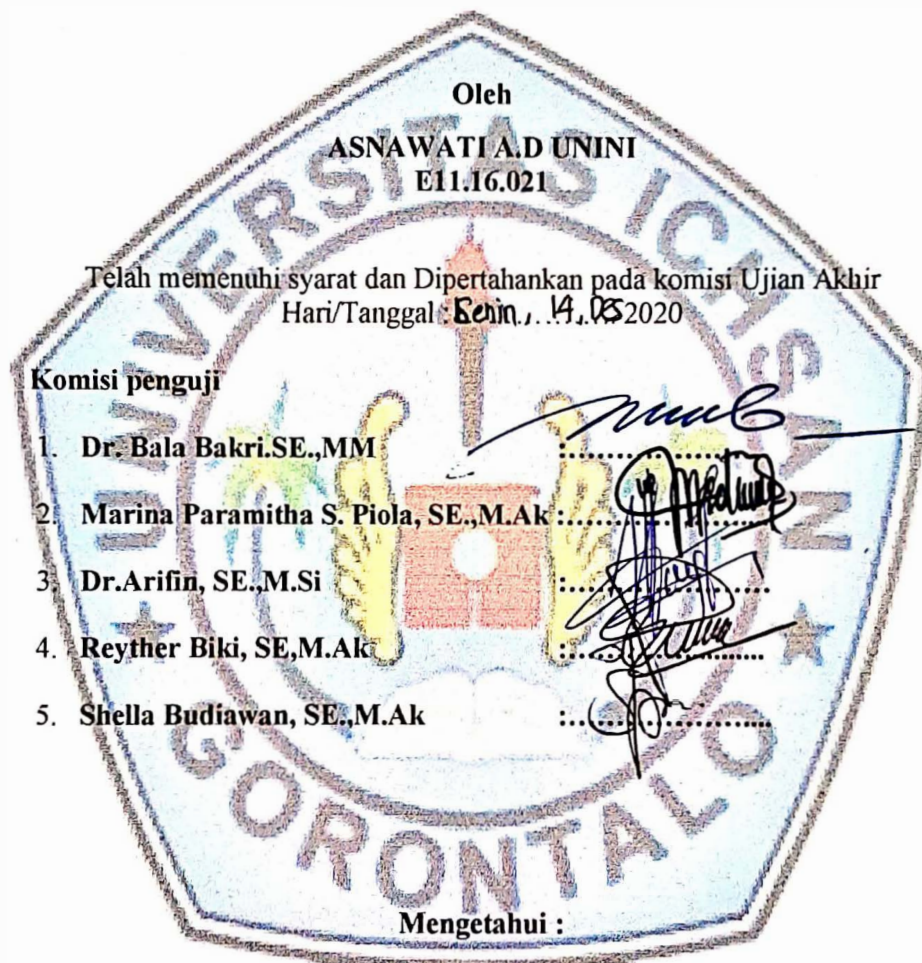 Oleh
ASNAWATI A.D UNINI
E11.16.021
UNIVERSITAS ICHSAN
Telah memenuhi syarat dan Dipertahankan pada komisi Ujian Akhir
Hari/Tanggal : Senin, 14, 2020
Komisi penguji
1. Dr. Bala Bakri.SE.,MM :....................
2. Marina Paramitha S. Piola, SE.,M.Ak :....................
3. Dr.Arifin, SE.,M.Si :....................
4. Reyther Biki, SE,M.Ak :....................
5. Shella Budiawan, SE.,M.Ak :....................
GORONTALO
Mengetahui :